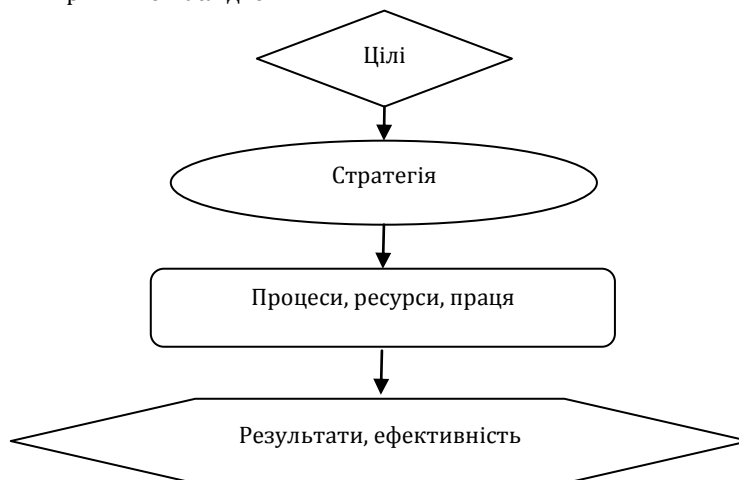 Цілі
Стратегія
Процеси, ресурси, праця
Результати, ефективність